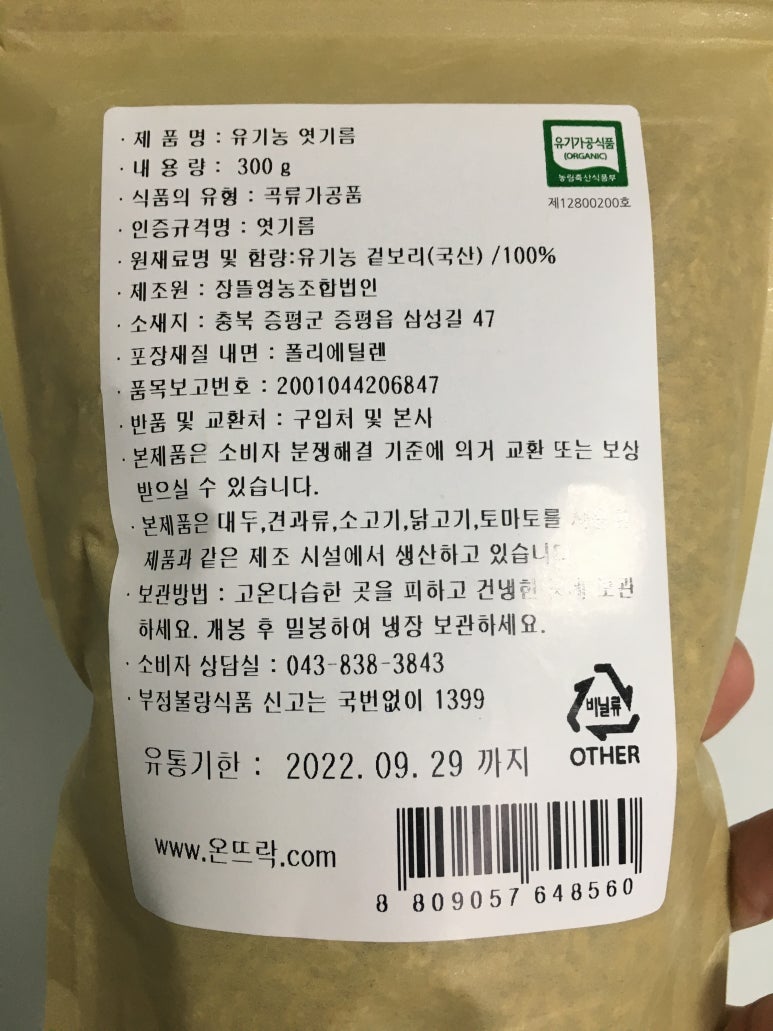 · 제 품 명 : 유기농 엿기름
· 내 용 량 : 300 g
· 식품의 유형 : 곡류가공품
· 인증규격명 : 엿기름
· 원재료명 및 함량:유기농 겉보리(국산) /100%
· 제조원 : 장뜰영농조합법인
· 소재지 : 충북 증평군 증평읍 삼성길 47
· 포장재질 내면 : 폴리에틸렌
· 품목보고번호 : 2001044206847
· 반품 및 교환처 : 구입처 및 본사
· 본제품은 소비자 분쟁해결 기준에 의거 교환 또는 보상
받으실 수 있습니다.
· 본제품은 대두,견과류,소고기,닭고기,토마토를
제품과 같은 제조 시설에서 생산하고
· 보관방법 : 고온다습한 곳을 피하고 건냉한 보관
하세요. 개봉 후 밀봉하여 냉장 보관하세요.
· 소비자 상담실 : 043-838-3843
· 부정불량식품 신고는 국번없이 1399
유통기한 : 2022. 09. 29 까지
www.온뜨락.com
유기가공식품
(ORGANIC)
농림축산식품부
제12800200호
비닐류
OTHER
8 809057 648560